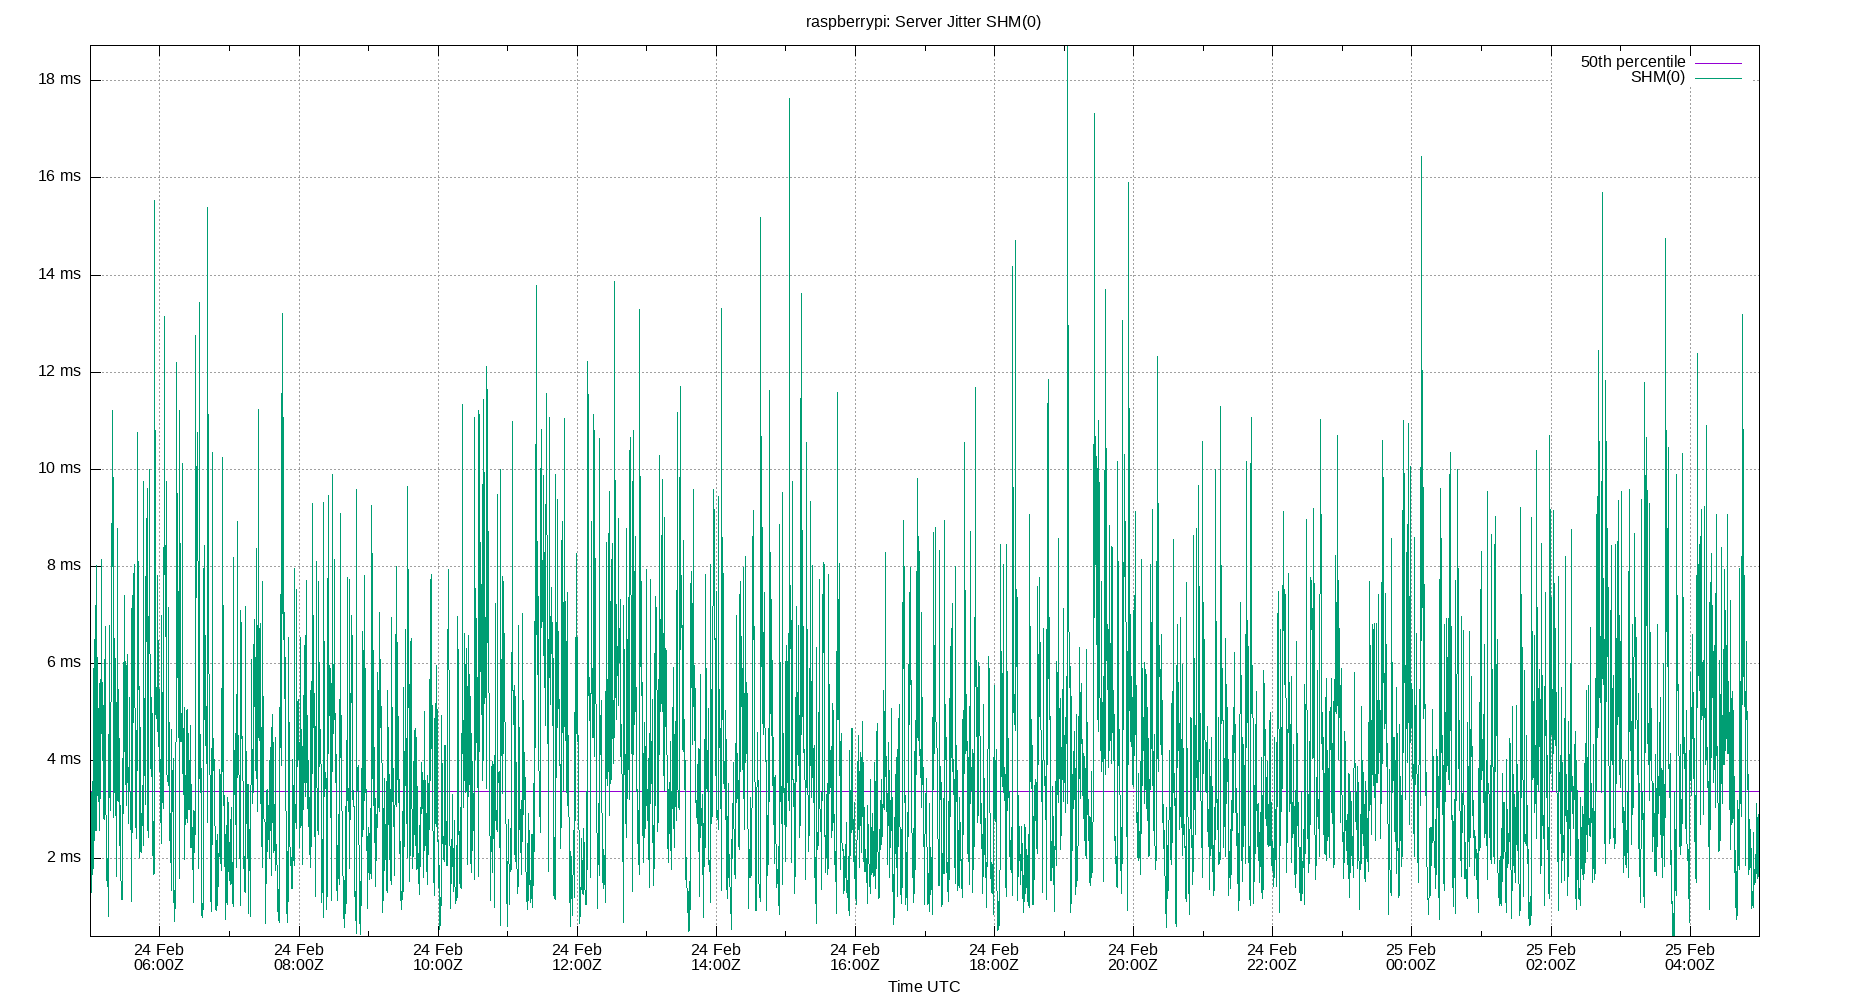 raspberrypi: Server Jitter SHM(0)
50th percentile
SHM(0)
18 ms
16 ms
14 ms
12 ms
10 ms
8 ms
6 ms
4 ms
2 ms
24 Feb 24 Feb 24 Feb 24 Feb 24 Feb 24 Feb 24 Feb 24 Feb 24 Feb 25 Feb 25 Feb 25 Feb
06:00Z 08:00Z 10:00Z 12:00Z 14:00Z 16:00Z 18:00Z 20:00Z 22:00Z 00:00Z 02:00Z 04:00Z
Time UTC